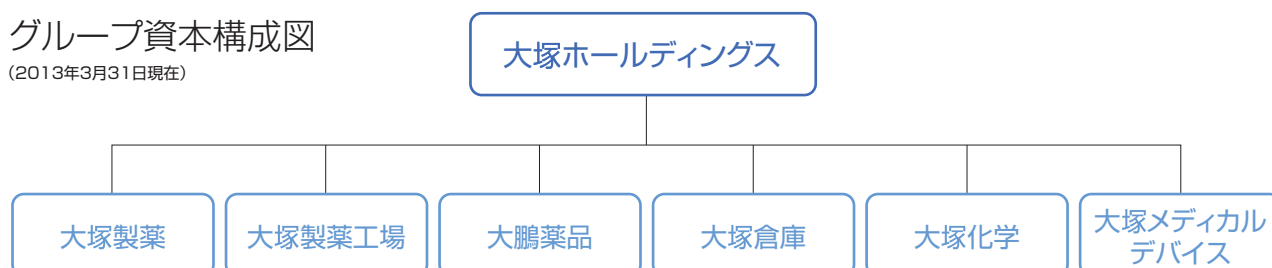 グループ資本構成図
（2013年3月31日現在）
大塚ホールディングス
大塚製薬
大塚製薬工場
大鵬薬品
大塚倉庫
大塚化学
大塚メディカル
デバイス